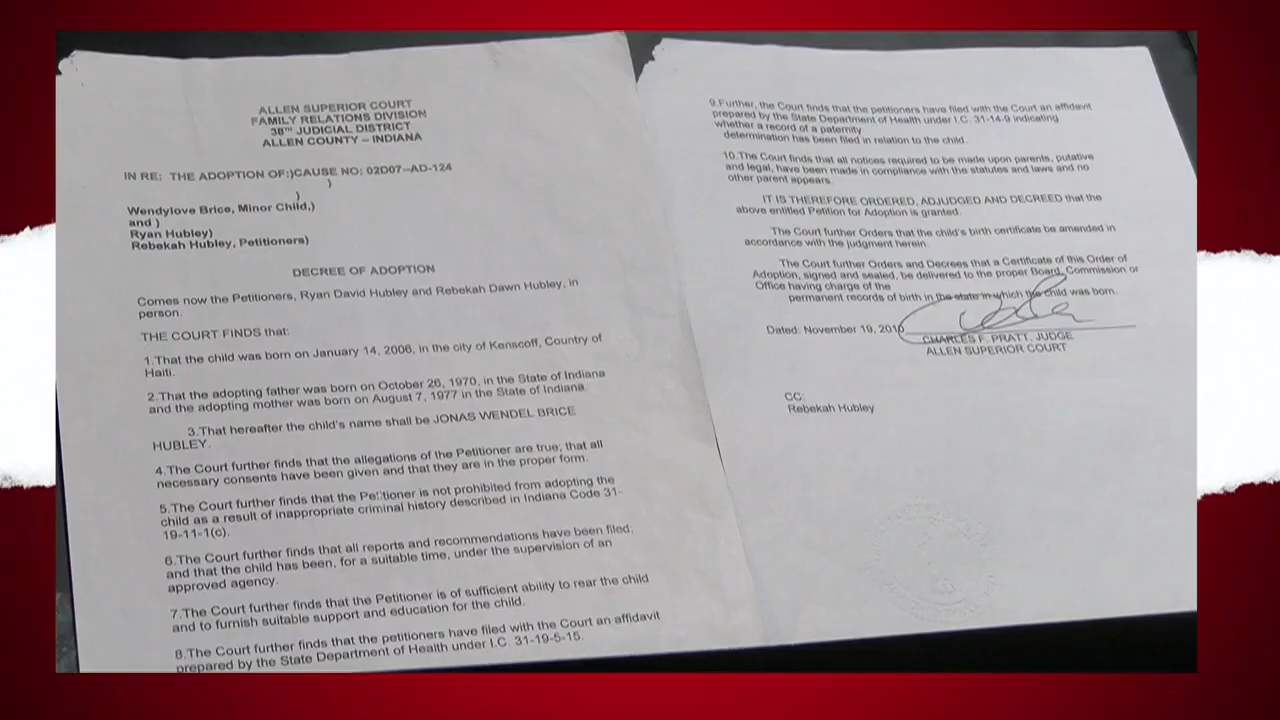 ALLEN SUPERIOR COURT
FAMILY RELATIONS DIVISION
38TH JUDICIAL DISTRICT
ALLEN COUNTY – INDIANA
IN RE: THE ADOPTION OF:)CAUSE NO: 02D07–AD-124
)
)
Wendylove Brice, Minor Child,)
and )
Ryan Hubley)
Rebekah Hubley, Petitioners)
DECREE OF ADOPTION
Comes now the Petitioners, Ryan David Hubley and Rebekah Dawn Hubley, in
person.
THE COURT FINDS that:
1.That the child was born on January 14, 2006, in the city of Kenscoff, Country of
Haiti.
2.That the adopting father was born on October 26, 1970, in the State of Indiana
and the adopting mother was born on August 7, 1977 in the State of Indiana.
3.That hereafter the child's name shall be JONAS WENDEL BRICE
HUBLEY.
4.The Court further finds that the allegations of the Petitioner are true; that all
necessary consents have been given and that they are in the proper form.
5.The Court further finds that the Petitioner is not prohibited from adopting the
child as a result of inappropriate criminal history described in Indiana Code 31-
19-11-1(c).
6.The Court further finds that all reports and recommendations have been filed;
and that the child has been, for a suitable time, under the supervision of an
approved agency.
7.The Court further finds that the Petitioner is of sufficient ability to rear the child
and to furnish suitable support and education for the child.
8.The Court further finds that the petitioners have filed with the Court an affidavit
prepared by the State Department of Health under I.C. 31-19-5-15.
9.Further, the Court finds that the petitioners have filed with the Court an affidavit
prepared by the State Department of Health under I.C. 31-14-9 indicating
whether a record of a paternity
determination has been filed in relation to the child.
10.The Court finds that all notices required to be made upon parents, putative
and legal, have been made in compliance with the statutes and laws and no
other parent appears.
IT IS THEREFORE ORDERED, ADJUDGED AND DECREED that the
above entitled Petition for Adoption is granted.
The Court further Orders that the child's birth certificate be amended in
accordance with the judgment herein.
The Court further Orders and Decrees that a Certificate of this Order of
Adoption, signed and sealed, be delivered to the proper Board, Commission or
Office having charge of the
permanent records of birth in the state in which the child was born.
Dated: November 19, 2010
CHARLES F. PRATT, JUDGE
ALLEN SUPERIOR COURT
CC:
Rebekah Hubley